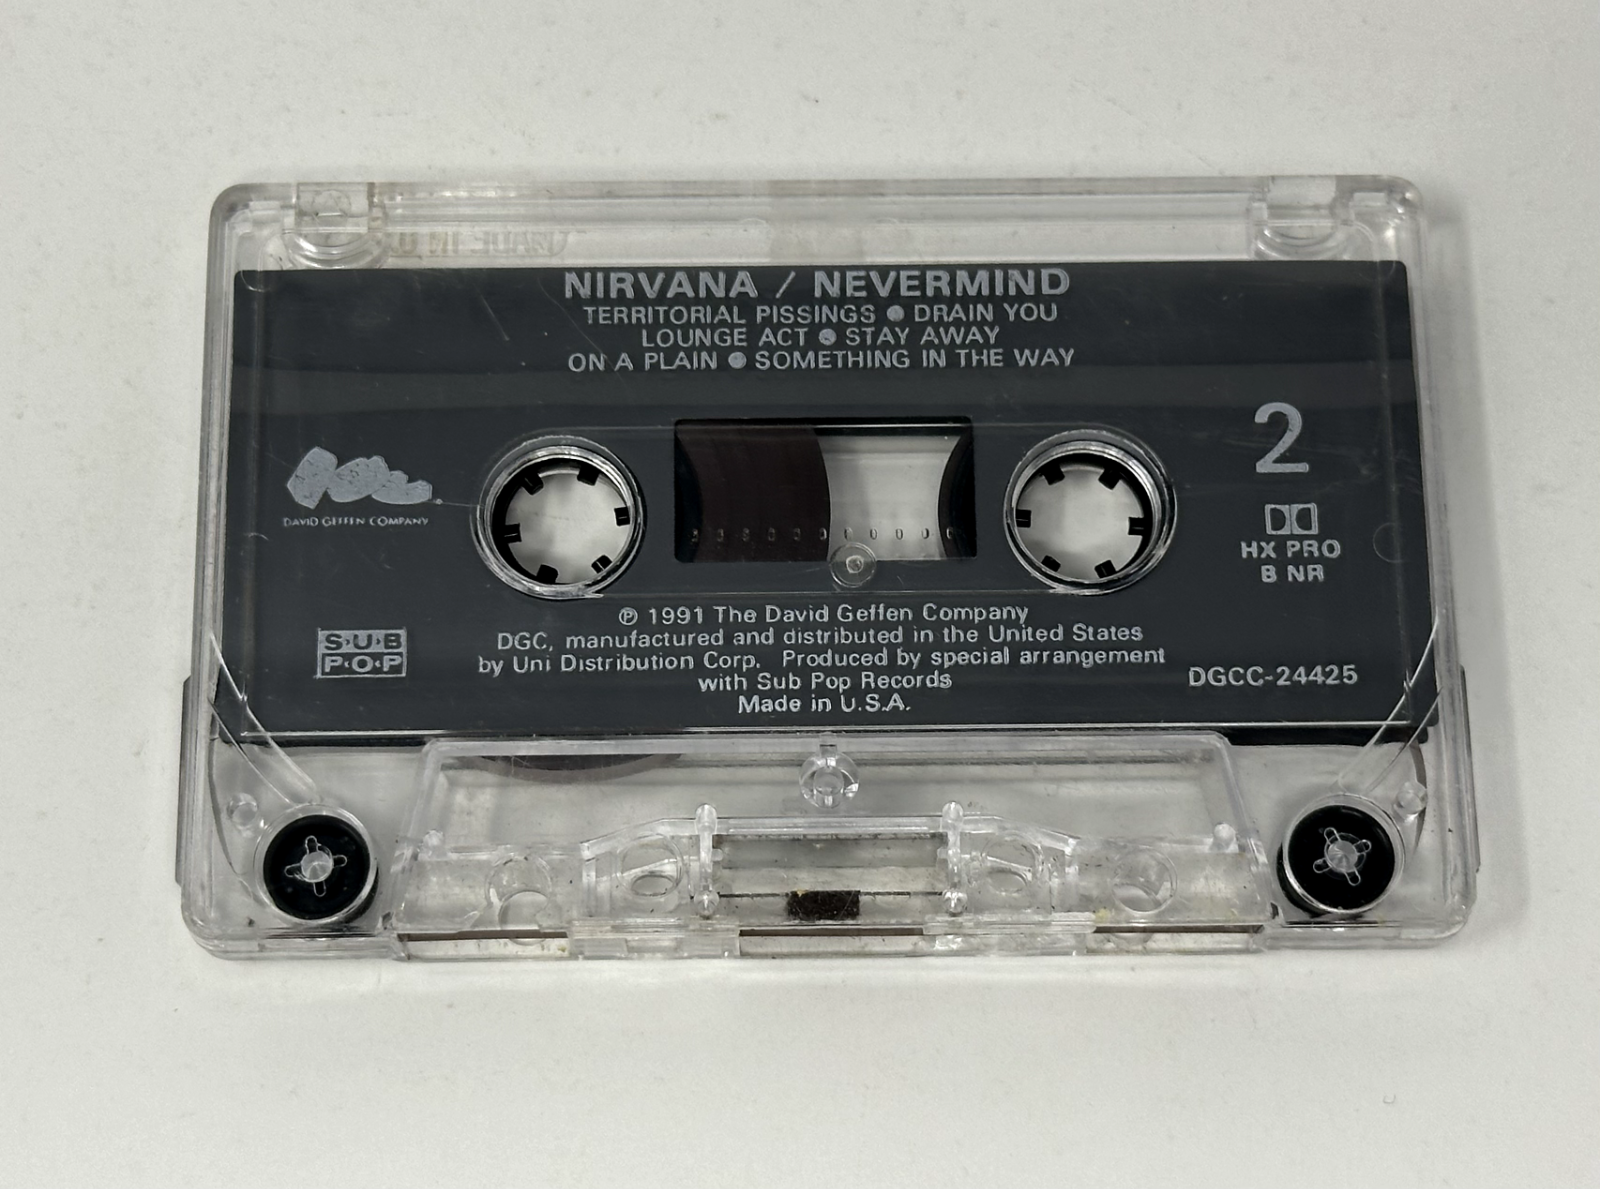 NIRVANA / NEVERMIND
TERRITORIAL PISSINGS ● DRAIN YOU
LOUNGE ACT ● STAY AWAY
ON A PLAIN ● SOMETHING IN THE WAY
2
DAVID GEFFEN COMPANY
HX PRO
B NR
℗ 1991 The David Geffen Company
DGC, manufactured and distributed in the United States
by Uni Distribution Corp. Produced by special arrangement
with Sub Pop Records
Made in U.S.A.
S·U·B
P·O·P
DGCC-24425